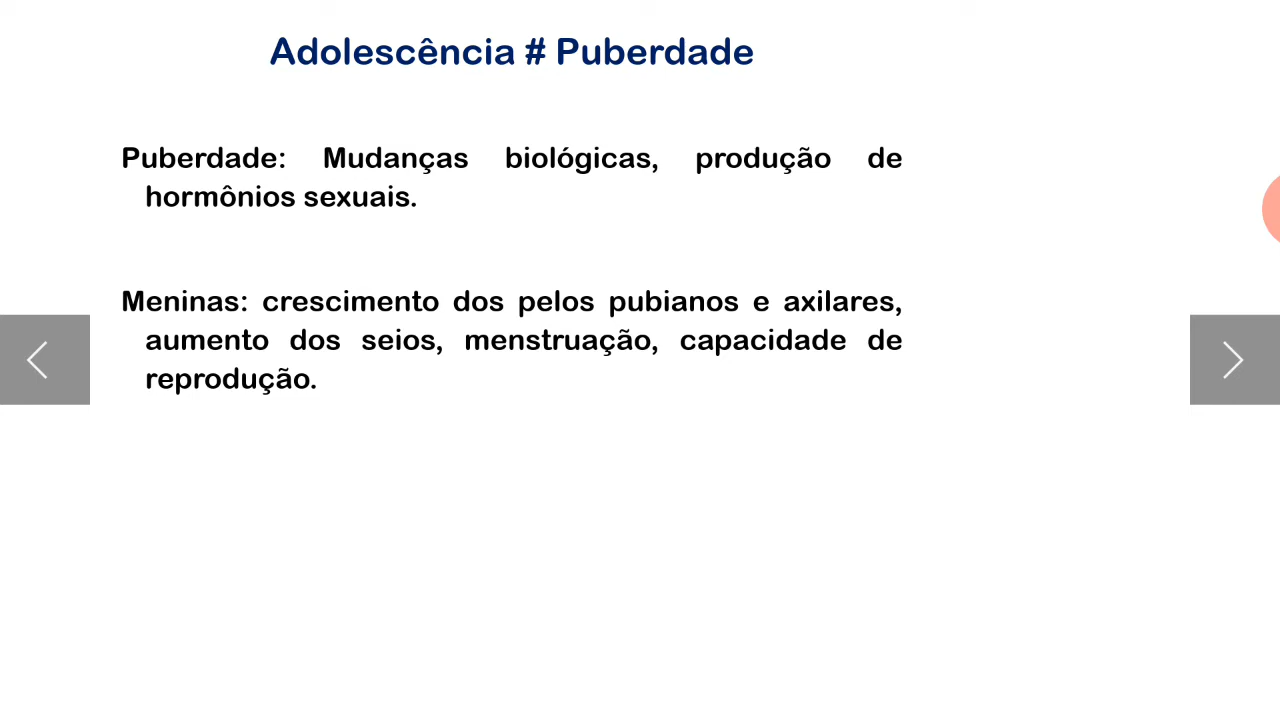 Adolescência # Puberdade
Puberdade: Mudanças biológicas, produção de
hormônios sexuais.
Meninas: crescimento dos pelos pubianos e axilares,
aumento dos seios, menstruação, capacidade de
reprodução.